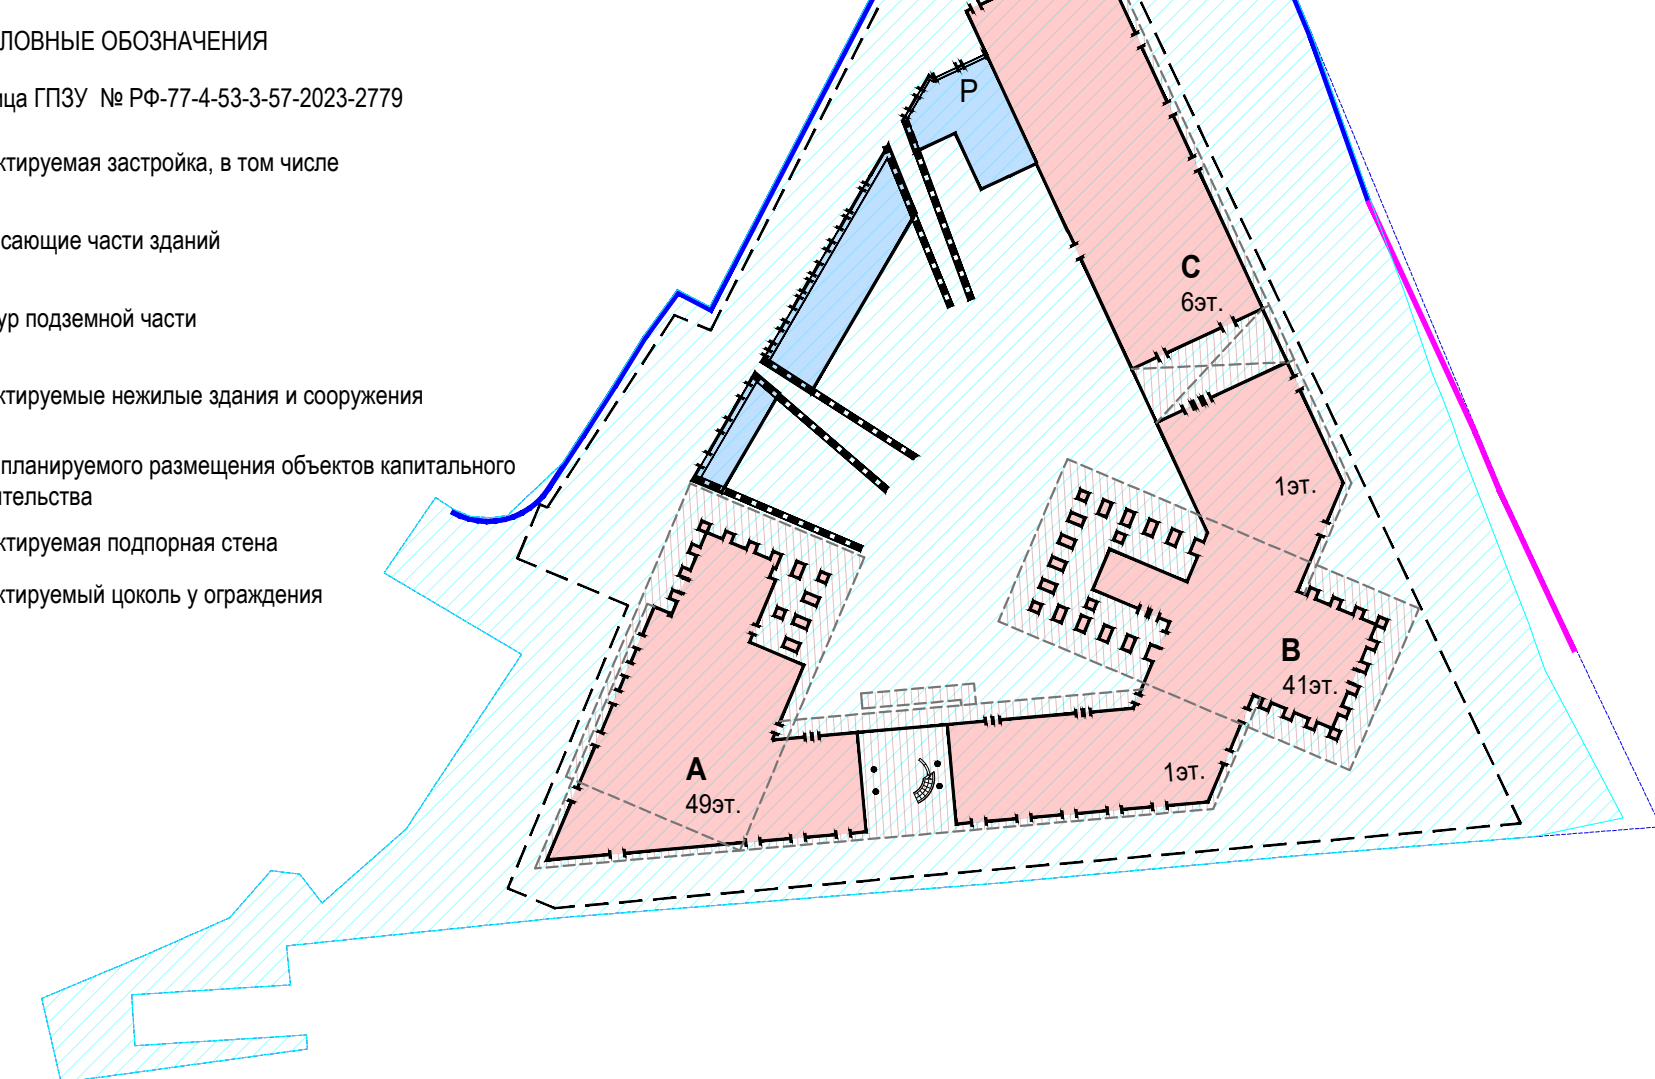 ЛОВНЫЕ ОБОЗНАЧЕНИЯ
ица ГПЗУ № РФ-77-4-53-3-57-2023-2779
ктируемая застройка, в том числе
сающие части зданий
ур подземной части
ктируемые нежилые здания и сооружения
планируемого размещения объектов капитального
ительства
ктируемая подпорная стена
ктируемый цоколь у ограждения
Р
С
6эт.
1эт.
В
41эт.
1эт.
А
49эт.